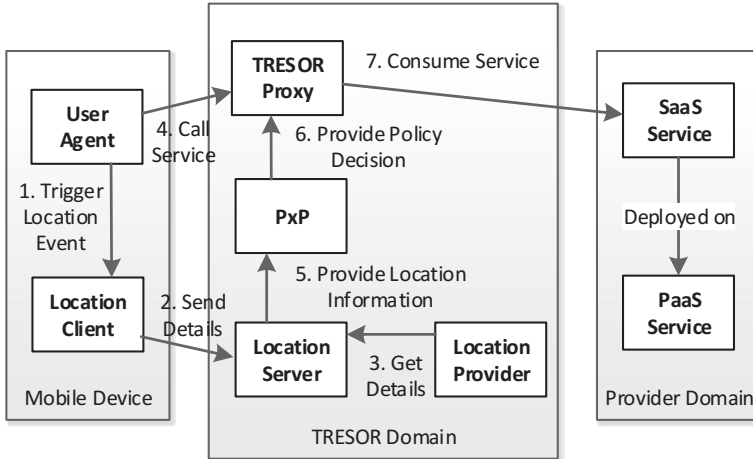 TRESOR
Proxy
7. Consume Service
User
Agent
SaaS
Service
4. Call
Service
6. Provide Policy
Decision
1. Trigger
Location
Event
PxP
Deployed on
5. Provide Location
Information
Location
Client
2. Send
Details
PaaS
Service
Location
Server
3. Get
Details
Location
Provider
Mobile Device
TRESOR Domain
Provider Domain